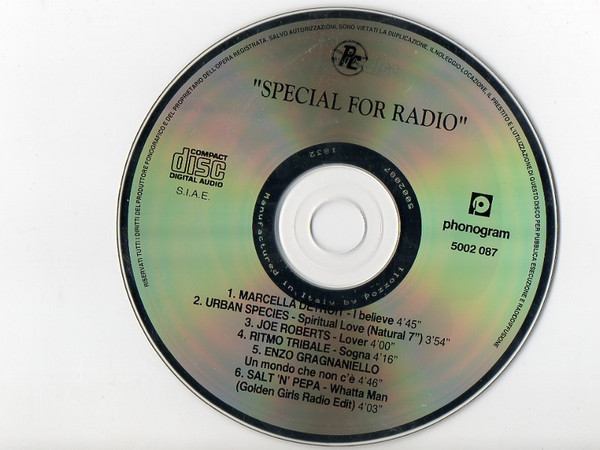 RISERVATI TUTTI I DIRITTI DEL PRODUTTORE FONOGRAFICO E DEL PROPRIETARIO DELL'OPERA REGISTRATA. SALVO AUTORIZZAZIONI, SONO VIETATI LA DUPLICAZIONE, IL NOLEGGIO-LOCAZIONE, IL PRESTITO E L'UTILIZZAZIONE DI QUESTO DISCO PER PUBBLICA ESECUZIONE E RADIODIFFUSIONE
"SPECIAL FOR RADIO"
COMPACT
disc
DIGITAL AUDIO
S.I.A.E.
phonogram
5002 087
Manufactured in Italy by Pozzoli
5002087
1032
1. MARCELLA DETROIT - I believe 4'45"
2. URBAN SPECIES - Spiritual Love (Natural 7") 3'54"
3. JOE ROBERTS - Lover 4'00"
4. RITMO TRIBALE - Sogna 4'16"
5. ENZO GRAGNANIELLO
Un mondo che non c'è 4'46"
6. SALT 'N' PEPA - Whatta Man
(Golden Girls Radio Edit) 4'03"